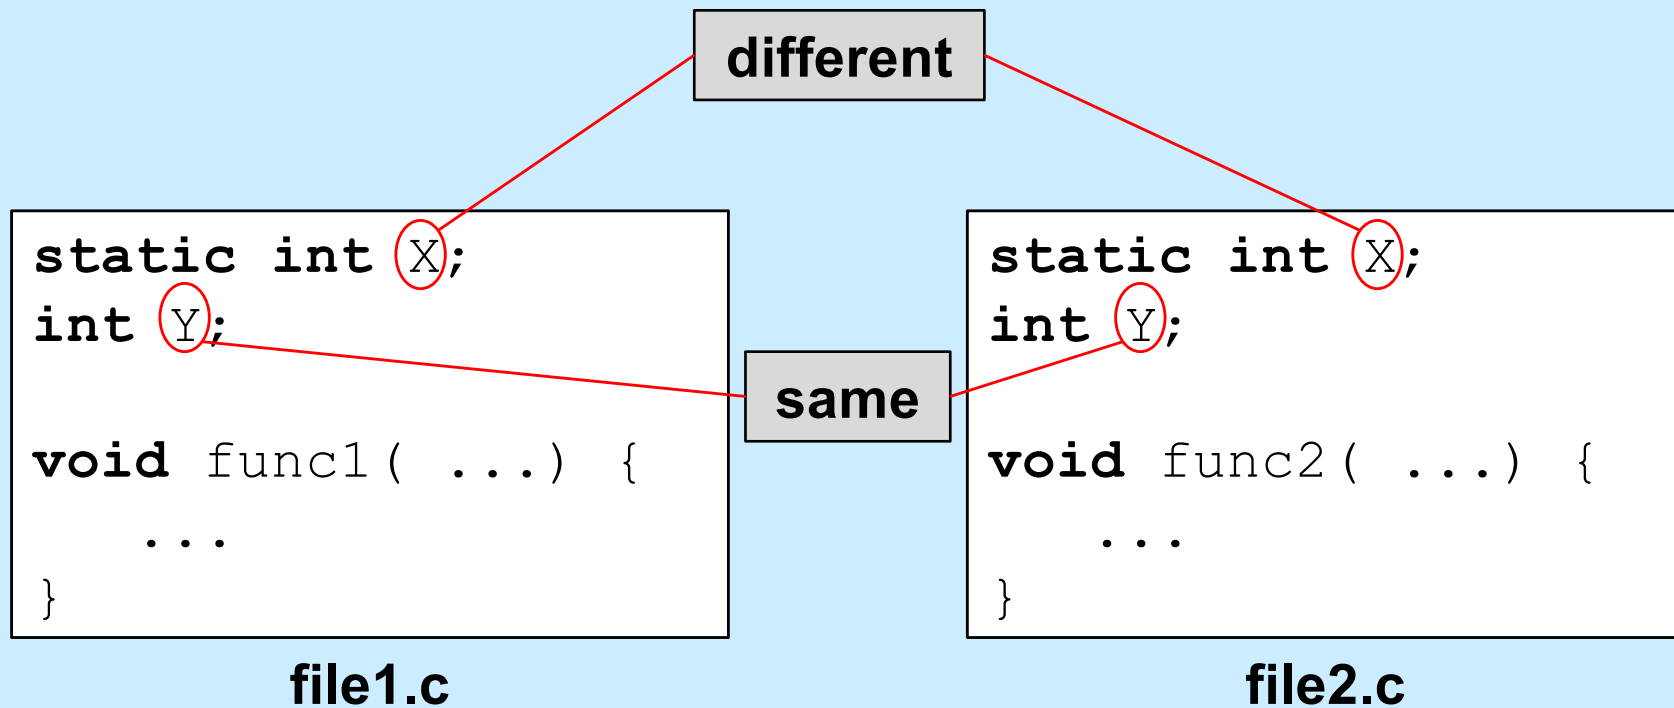 different
static int X;
int Y;
void func1( ...) {
...
}
file1.c
same
static int X;
int Y;
void func2( ...) {
...
}
file2.c